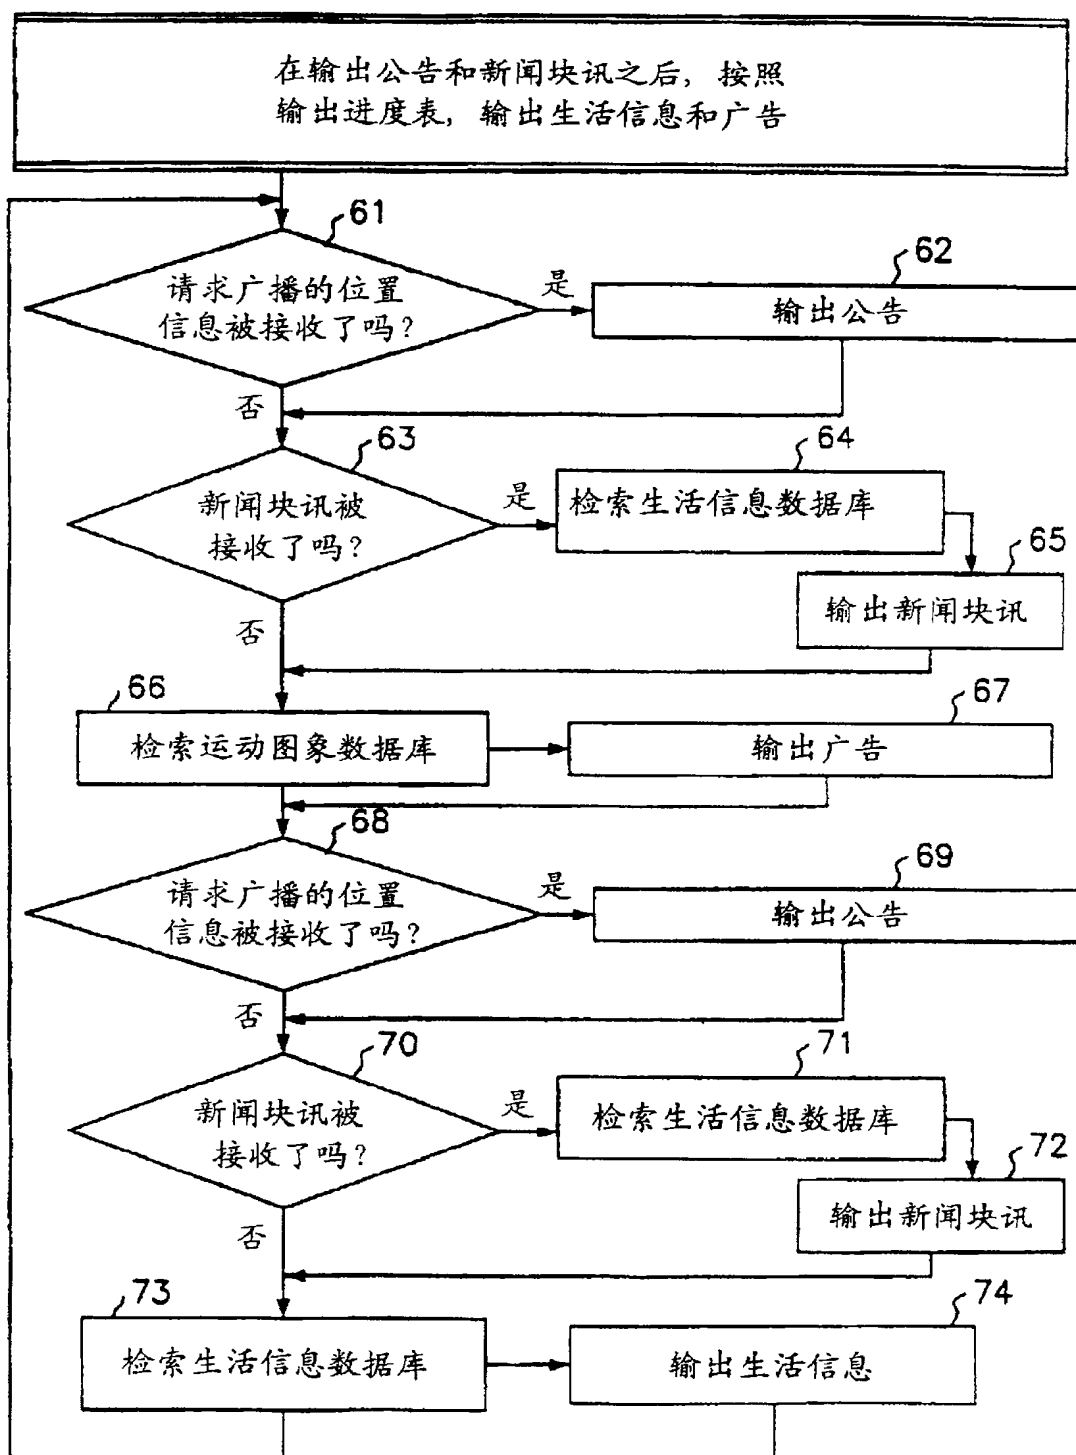 在输出公告和新闻块讯之后，按照
输出进度表，输出生活信息和广告
61
请求广播的位置
信息被接收了吗？
是
62
输出公告
否
63
新闻块讯被
接收了吗？
是
64
检索生活信息数据库
65
输出新闻块讯
否
66
检索运动图象数据库
67
输出广告
68
请求广播的位置
信息被接收了吗？
是
69
输出公告
否
70
新闻块讯被
接收了吗？
是
71
检索生活信息数据库
72
输出新闻块讯
否
73
检索生活信息数据库
74
输出生活信息